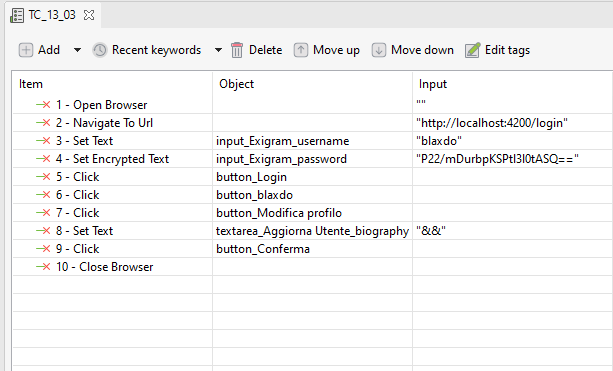 TC_13_03
Add Recent keywords Delete Move up Move down Edit tags
Item Object Input
1 - Open Browser ""
2 - Navigate To Url "http://localhost:4200/login"
3 - Set Text input_Exigram_username "blaxdo"
4 - Set Encrypted Text input_Exigram_password "P22/mDurbpKSPtI3I0tASQ=="
5 - Click button_Login
6 - Click button_blaxdo
7 - Click button_Modifica profilo
8 - Set Text textarea_Aggiorna Utente_biography "&&"
9 - Click button_Conferma
10 - Close Browser